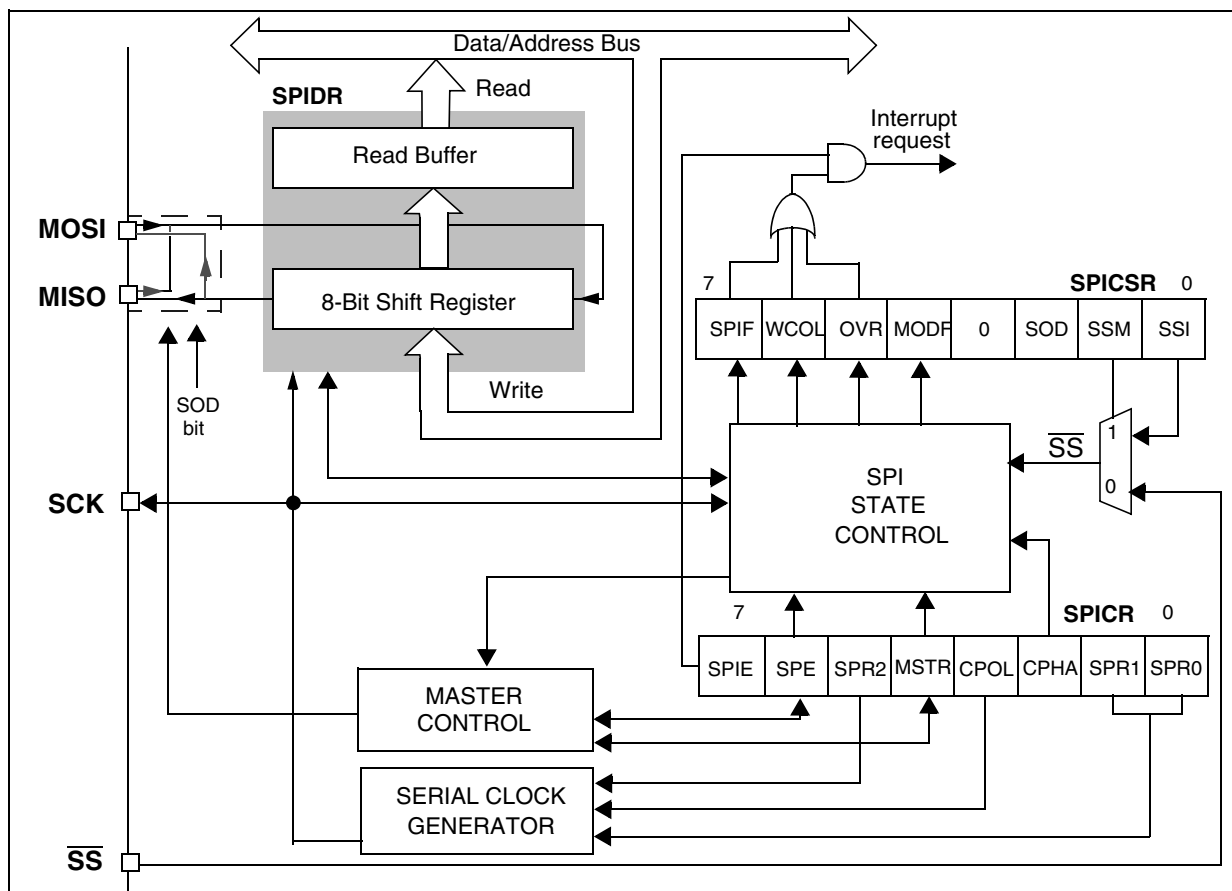 Data/Address Bus
SPIDR
Read
Read Buffer
Interrupt
request
MOSI
MISO
8-Bit Shift Register
7
SPICSR
0
SPIF WCOL OVR MODF 0 SOD SSM SSI
Write
SOD
bit
1
SS
0
SCK
SPI
STATE
CONTROL
7
SPICR
0
SPIE SPE SPR2 MSTR CPOL CPHA SPR1 SPR0
MASTER
CONTROL
SERIAL CLOCK
GENERATOR
SS